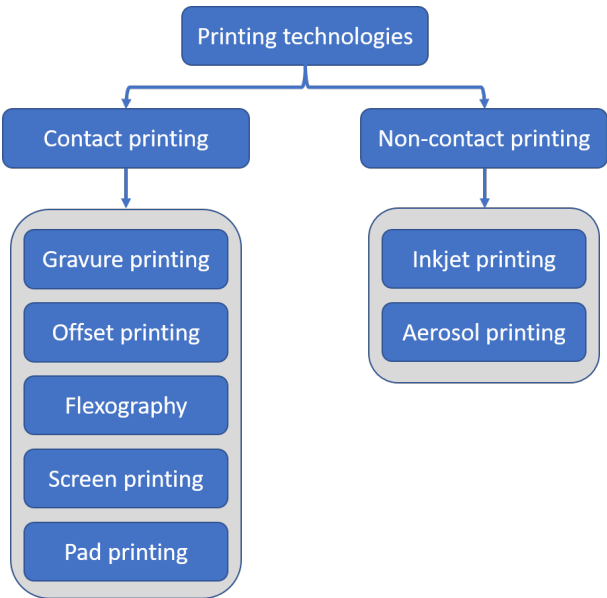 Printing technologies
Contact printing
Non-contact printing
Gravure printing
Offset printing
Flexography
Screen printing
Pad printing
Inkjet printing
Aerosol printing